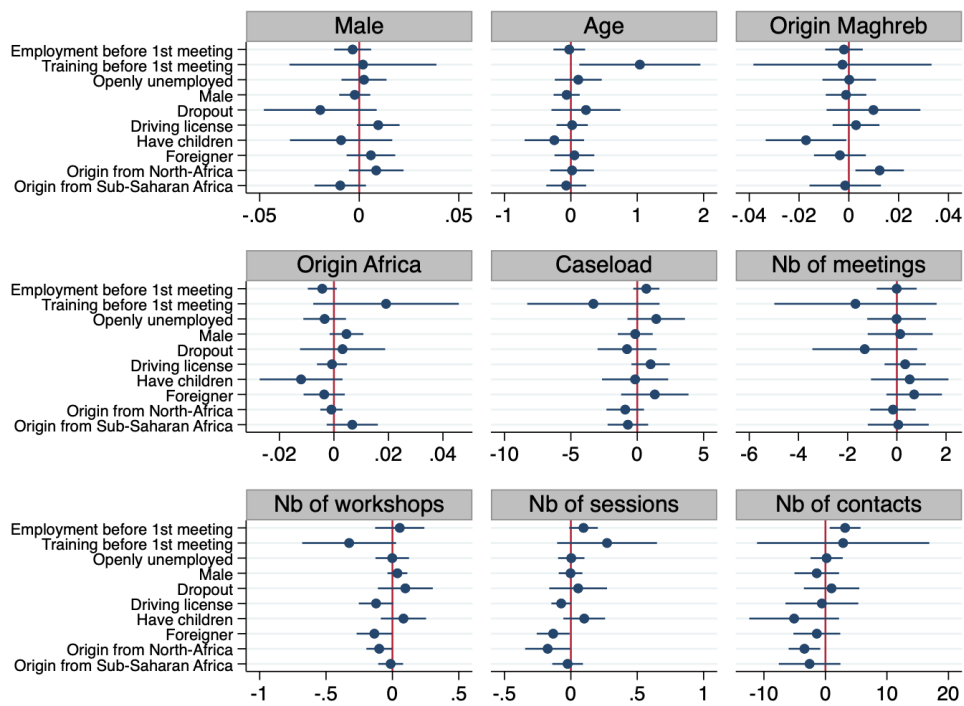 Male Age Origin Maghreb
Employment before 1st meeting
Training before 1st meeting
Openly unemployed
Male
Dropout
Driving license
Have children
Foreigner
Origin from North-Africa
Origin from Sub-Saharan Africa
-.05 0 .05 -1 0 1 2 -.04 -.02 0 .02 .04
Origin Africa Caseload Nb of meetings
Employment before 1st meeting
Training before 1st meeting
Openly unemployed
Male
Dropout
Driving license
Have children
Foreigner
Origin from North-Africa
Origin from Sub-Saharan Africa
-.02 0 .02 .04 -10 -5 0 5 -6 -4 -2 0 2
Nb of workshops Nb of sessions Nb of contacts
Employment before 1st meeting
Training before 1st meeting
Openly unemployed
Male
Dropout
Driving license
Have children
Foreigner
Origin from North-Africa
Origin from Sub-Saharan Africa
-1 -.5 0 .5 -.5 0 .5 1 -10 0 10 20